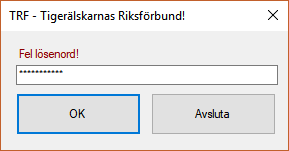 TRF - Tigerälskarnas Riksförbund!
Fel lösenord!
***********
OK
Avsluta